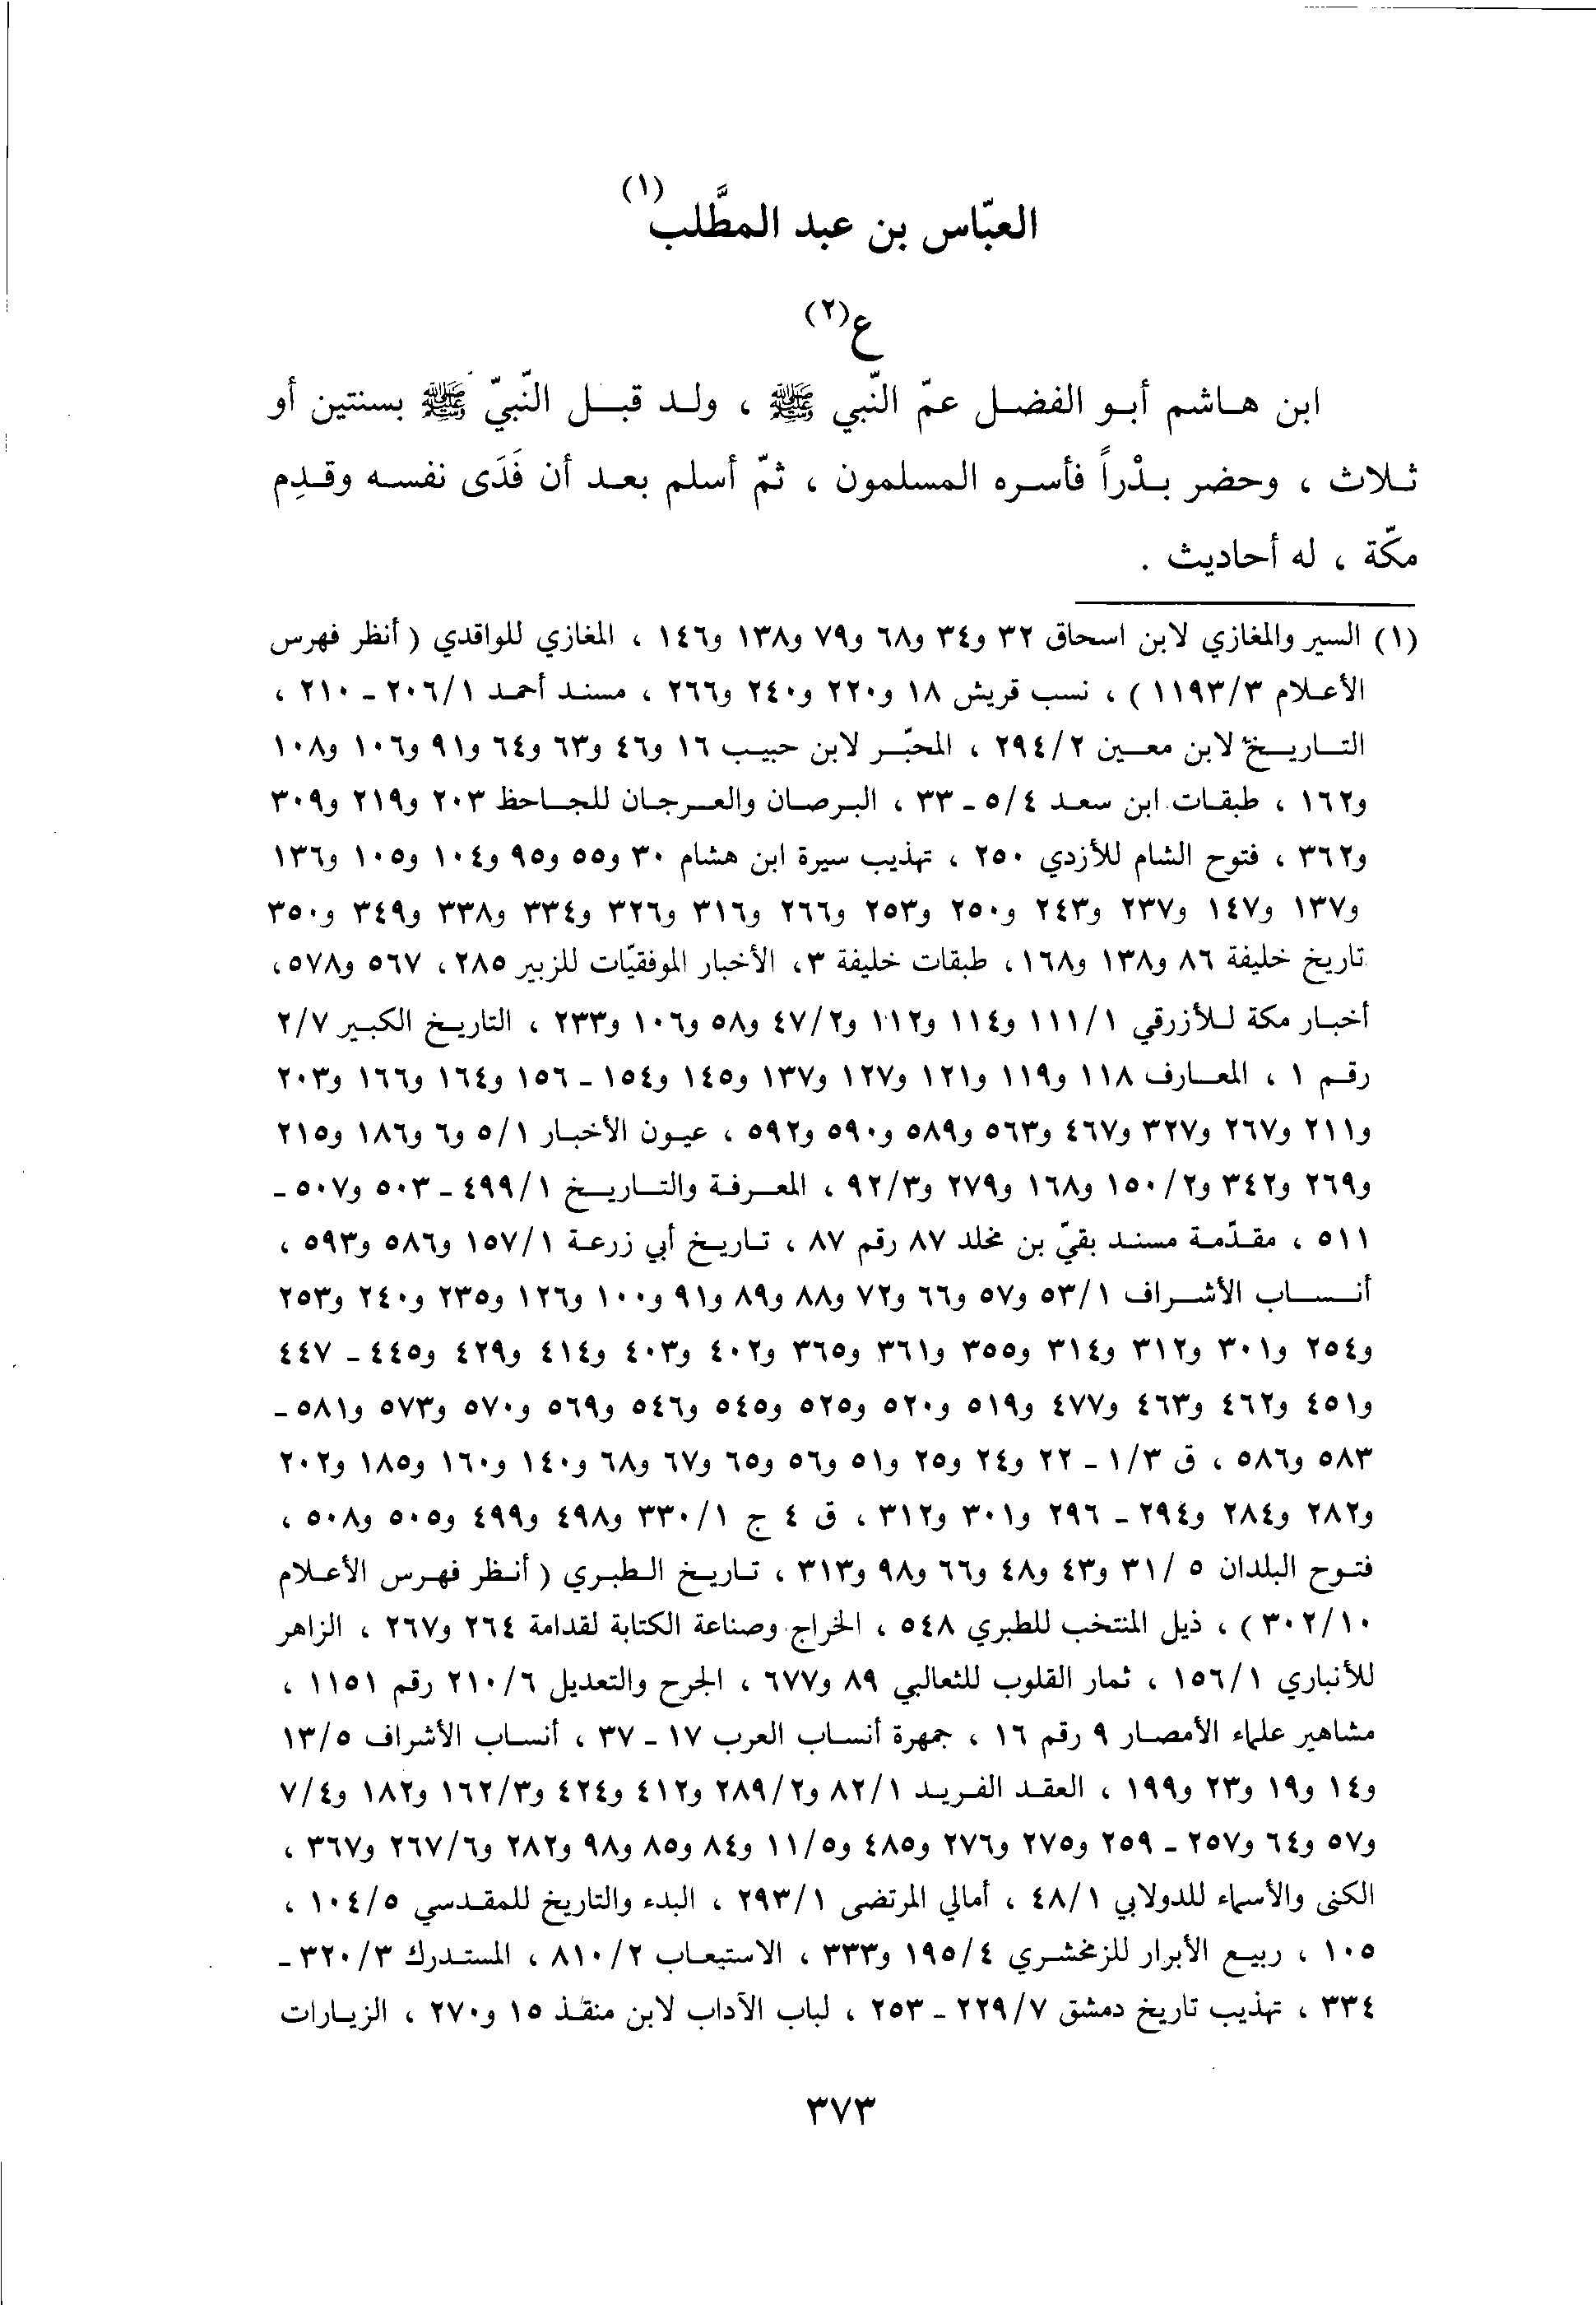 العبّاس بن عبد المطَّلب (١)
ع (٢)
ابن هاشم أبو الفضل عمّ النّبي ﷺ ، ولد قبل النّبيّ ﷺ بسنتين أو
ثلاث ، وحضر بدْراً فأسره المسلمون ، ثمّ أسلم بعد أن فَدَى نفسه وقدِم
مكّة ، له أحاديث .
(١) السير والمغازي لابن اسحاق ٣٢ و٣٤ و٦٨ و٧٩ و١٣٨ و١٤٦ ، المغازي للواقدي ( أنظر فهرس
الأعلام ١١٩٣/٣ ) ، نسب قريش ١٨ و٢٢٠ و٢٤٠ و٢٦٦ ، مسند أحمد ٢٠٦/١ - ٢١٠ ،
التاريخ لابن معين ٢٩٤/٢ ، المحبّر لابن حبيب ١٦ و٤٦ و٦٣ و٦٤ و٩١ و١٠٦ و١٠٨
و١٦٢ ، طبقات ابن سعد ٥/٤ - ٣٣ ، البرصان والعرجان للجاحظ ٢٠٣ و٢١٩ و٣٠٩
و٣٦٢ ، فتوح الشام للأزدي ٢٥٠ ، تهذيب سيرة ابن هشام ٣٠ و٥٥ و٩٥ و١٠٤ و١٠٥ و١٣٦
و١٣٧ و١٤٧ و٢٣٧ و٢٤٣ و٢٥٠ و٢٥٣ و٢٦٦ و٣١٦ و٣٢٦ و٣٣٤ و٣٣٨ و٣٤٩ و٣٥٠
تاريخ خليفة ٨٦ و١٣٨ و١٦٨، طبقات خليفة ٣، الأخبار الموفقيّات للزبير ٢٨٥، ٥٦٧ و٥٧٨،
أخبار مكة للأزرقي ١١١/١ و١١٤ و١١٢ و٤٧/٢ و٥٨ و١٠٦ و٢٣٣ ، التاريخ الكبير ٢/٧
رقم ١ ، المعارف ١١٨ و١١٩ و١٢١ و١٢٧ و١٣٧ و١٤٥ و١٥٤ - ١٥٦ و١٦٤ و١٦٦ و٢٠٣
و٢١١ و٢٦٧ و٣٢٧ و٤٦٧ و٥٦٣ و٥٨٩ و٥٩٠ و٥٩٢ ، عيون الأخبار ٥/١ و٦ و١٨٦ و٢١٥
و٢٦٩ و٣٤٢ و١٥٠/٢ و١٦٨ و٢٧٩ و٩٢/٣ ، المعرفة والتاريخ ٤٩٩/١ - ٥٠٣ و٥٠٧ -
٥١١ ، مقدّمة مسند بقيّ بن مخلد ٨٧ رقم ٨٧ ، تاريخ أبي زرعة ١٥٧/١ و٥٨٦ و٥٩٣ ،
أنساب الأشراف ٥٣/١ و٥٧ و٦٦ و٧٢ و٨٨ و٨٩ و٩١ و١٠٠ و١٢٦ و٢٣٥ و٢٤٠ و٢٥٣
و٢٥٤ و٣٠١ و٣١٢ و٣١٤ و٣٥٥ و٣٦١ و٣٦٥ و٤٠٢ و٤٠٣ و٤١٤ و٤٢٩ و٤٤٥ - ٤٤٧
و٤٥١ و٤٦٢ و٤٦٣ و٤٧٧ و٥١٩ و٥٢٠ و٥٢٥ و٥٤٥ و٥٤٦ و٥٦٩ و٥٧٠ و٥٧٣ و٥٨١ -
٥٨٣ و٥٨٦ ، ق ١/٣ - ٢٢ و٢٤ و٢٥ و٥١ و٥٦ و٦٥ و٦٧ و٦٨ و١٤٠ و١٦٠ و١٨٥ و٢٠٢
و٢٨٢ و٢٨٤ و٢٩٤ - ٢٩٦ و٣٠١ و٣١٢ ، ق ٤ ج ٣٣٠/١ و٤٩٨ و٤٩٩ و٥٠٥ و٥٠٨ ،
فتوح البلدان ٥ /٣١ و٤٣ و٤٨ و٦٦ و٩٨ و٣١٣ ، تاريخ الطبري ( أنظر فهرس الأعلام
٣٠٢/١٠ ) ، ذيل المنتخب للطبري ٥٤٨ ، الخراج وصناعة الكتابة لقدامة ٢٦٤ و٢٦٧ ، الزاهر
للأنباري ١٥٦/١ ، ثمار القلوب للثعالبي ٨٩ و٦٧٧ ، الجرح والتعديل ٢١٠/٦ رقم ١١٥١ ،
مشاهير علماء الأمصار ٩ رقم ١٦ ، جمهرة أنساب العرب ١٧ - ٣٧ ، أنساب الأشراف ١٣/٥
و١٤ و١٩ و٢٣ و١٩٩ ، العقد الفريد ٨٢/١ و٢٨٩/٢ و٤١٢ و٤٢٤ و١٦٢/٣ و١٨٢ و٧/٤
و٥٧ و٦٤ و٢٥٧ - ٢٥٩ و٢٧٥ و٢٧٦ و٤٨٥ و١١/٥ و٨٤ و٨٥ و٩٨ و٢٨٢ و٢٦٧/٦ و٣٦٧ ،
الكنى والأسماء للدولابي ٤٨/١ ، أمالي المرتضى ٢٩٣/١ ، البدء والتاريخ للمقدسي ١٠٤/٥ ،
١٠٥ ، ربيع الأبرار للزمخشري ١٩٥/٤ و٣٣٣ ، الاستيعاب ٨١٠/٢ ، المستدرك ٣٢٠/٣ -
٣٣٤ ، تهذيب تاريخ دمشق ٢٢٩/٧ - ٢٥٣ ، لباب الآداب لابن منقذ ١٥ و٢٧٠ ، الزيارات
٣٧٣